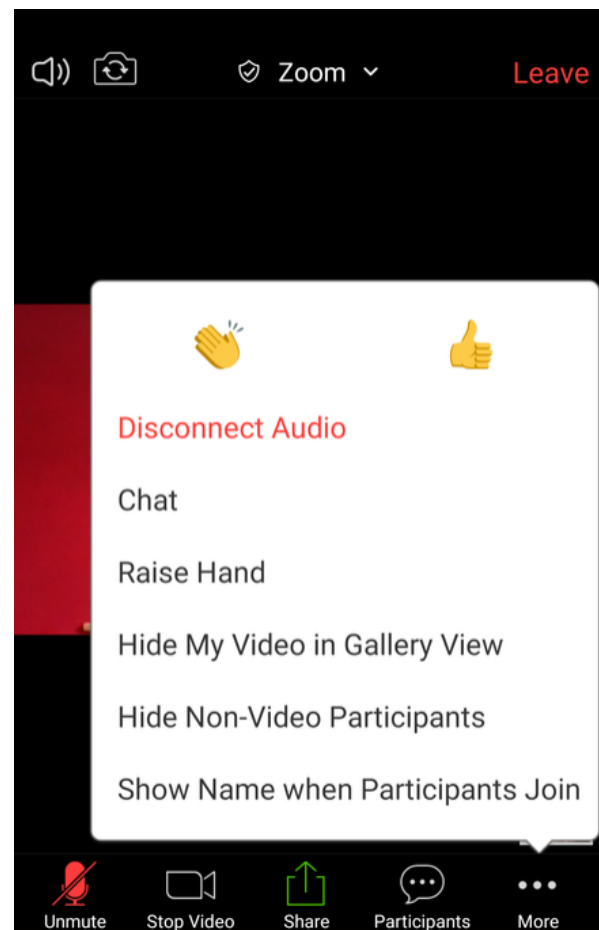 Zoom
Leave
Disconnect Audio
Chat
Raise Hand
Hide My Video in Gallery View
Hide Non-Video Participants
Show Name when Participants Join
Unmute
Stop Video
Share
Participants
More